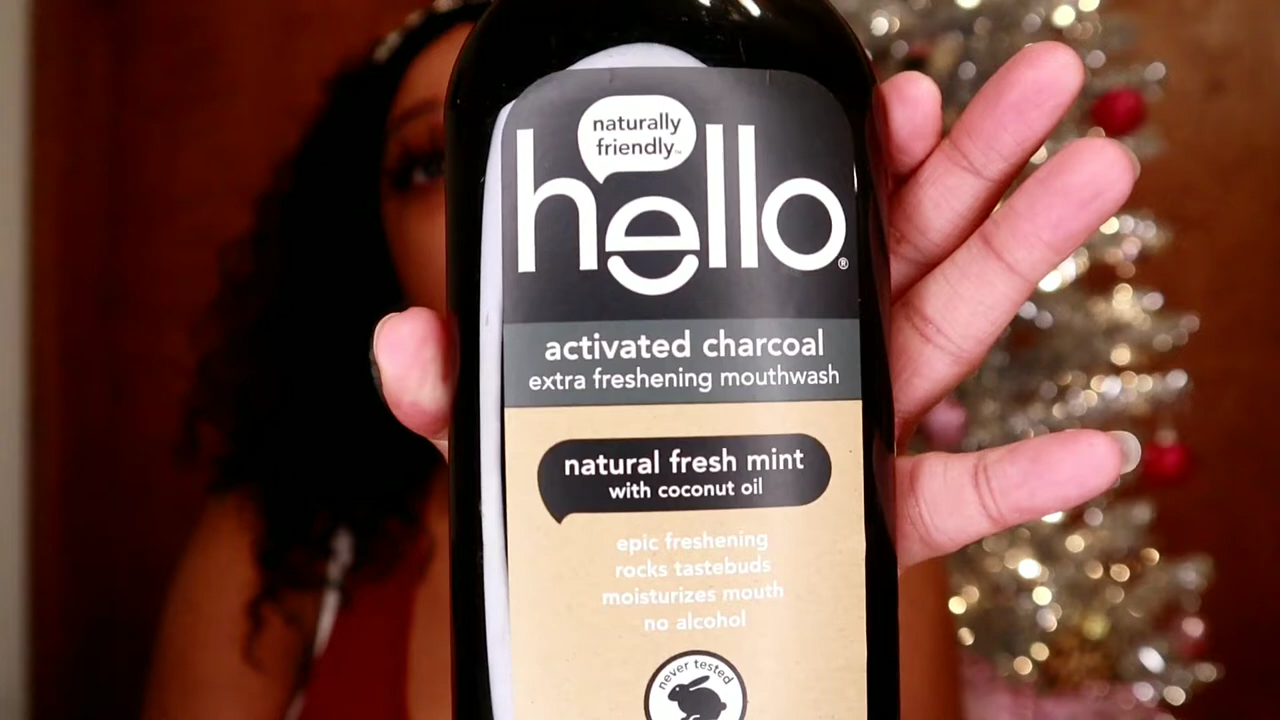 naturally
friendly™
hello®
activated charcoal
extra freshening mouthwash
natural fresh mint
with coconut oil
epic freshening
rocks tastebuds
moisturizes mouth
no alcohol
never tested